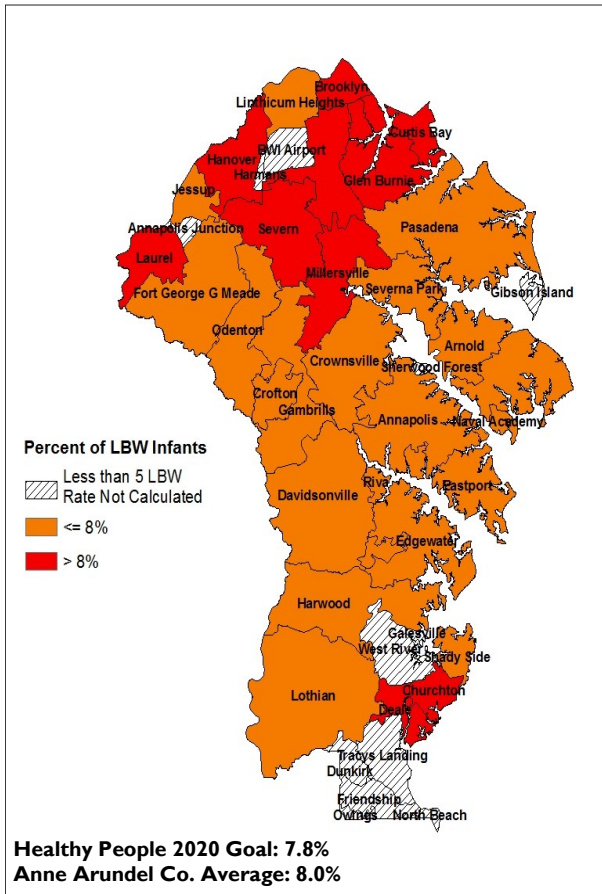 Brooklyn
Linthicum Heights
Curtis Bay
BWI Airport
Hanover
Harmans
Glen Burnie
Jessup
Pasadena
Annapolis Junction
Severn
Laurel
Millersville
Fort George G Meade
Severna Park
Gibson Island
Odenton
Arnold
Crownsville
Sherwood Forest
Crofton
Gambrills
Annapolis
Naval Academy
Percent of LBW Infants
Less than 5 LBW
Rate Not Calculated
<= 8%
> 8%
Riva
Eastport
Davidsonville
Edgewater
Harwood
Galesville
West River
Shady Side
Lothian
Churchton
Deale
Tracys Landing
Dunkirk
Friendship
Owings
North Beach
Healthy People 2020 Goal: 7.8%
Anne Arundel Co. Average: 8.0%